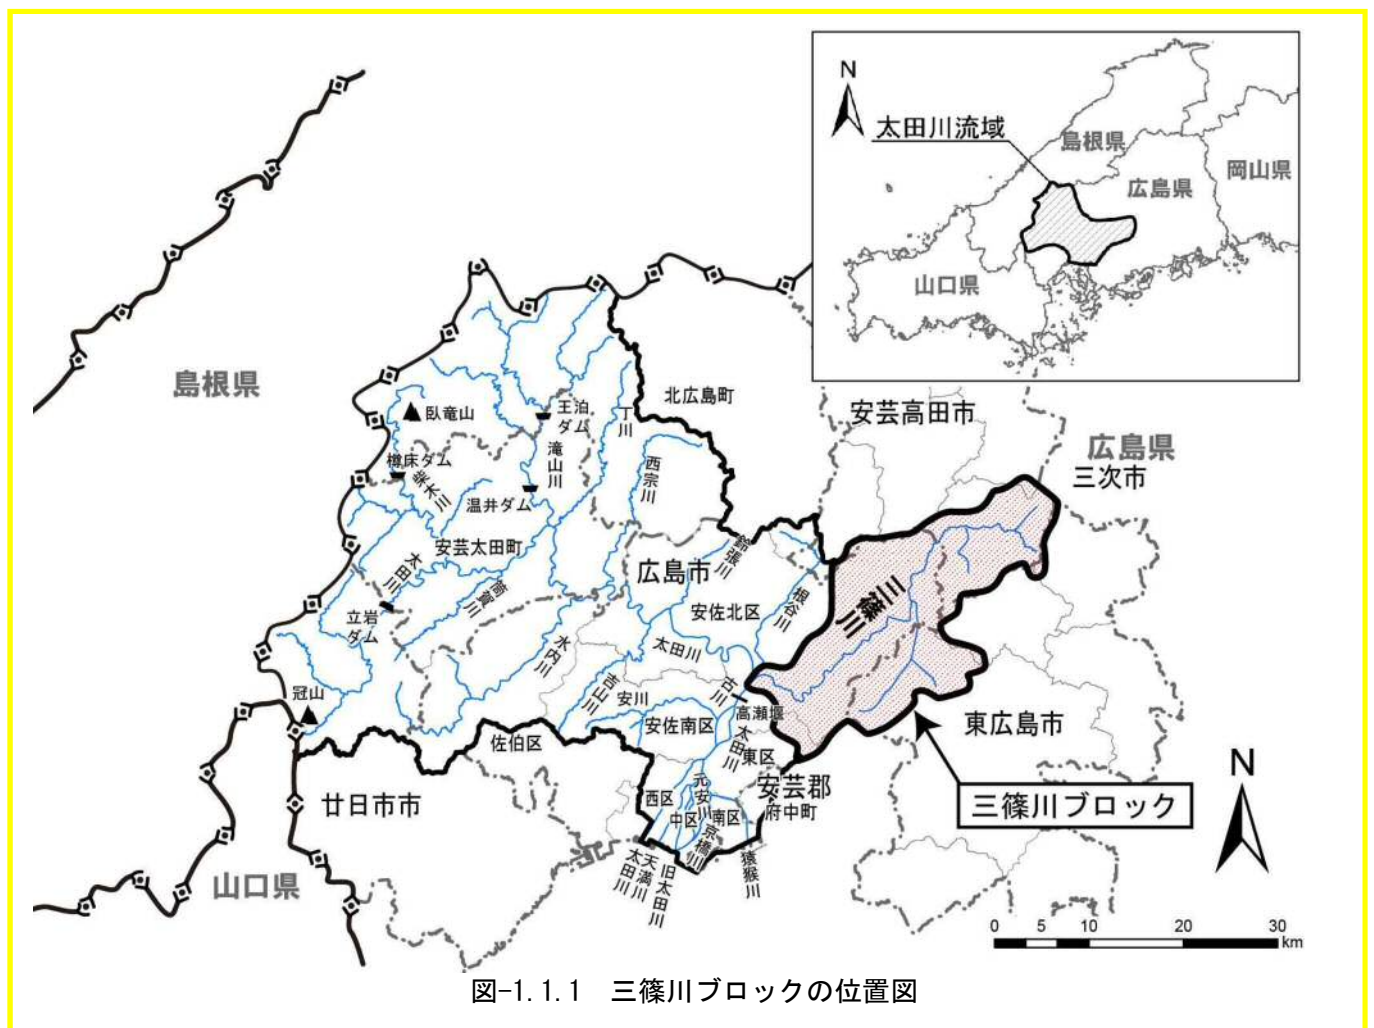 N
太田川流域
島根県
広島県
岡山県
山口県
島根県
北広島町
安芸高田市
広島県
三次市
臥竜山
王泊
ダム
丁川
滝山川
西宗川
樽床ダム
柴木川
温井ダム
安芸太田町
太田川
筒賀川
立岩
ダム
広島市
鈴張川
安佐北区
根谷川
三篠川
水内川
太田川
吉山川
安川
古川
高瀬堰
冠山
安佐南区
太田川
東区
佐伯区
東広島市
安芸郡
府中町
三篠川ブロック
廿日市市
西区
中区
元安川
南区
京橋川
猿猴川
太田川
天満川
旧太田川
山口県
N
0 5 10 20 30
km
図-1.1.1 三篠川ブロックの位置図